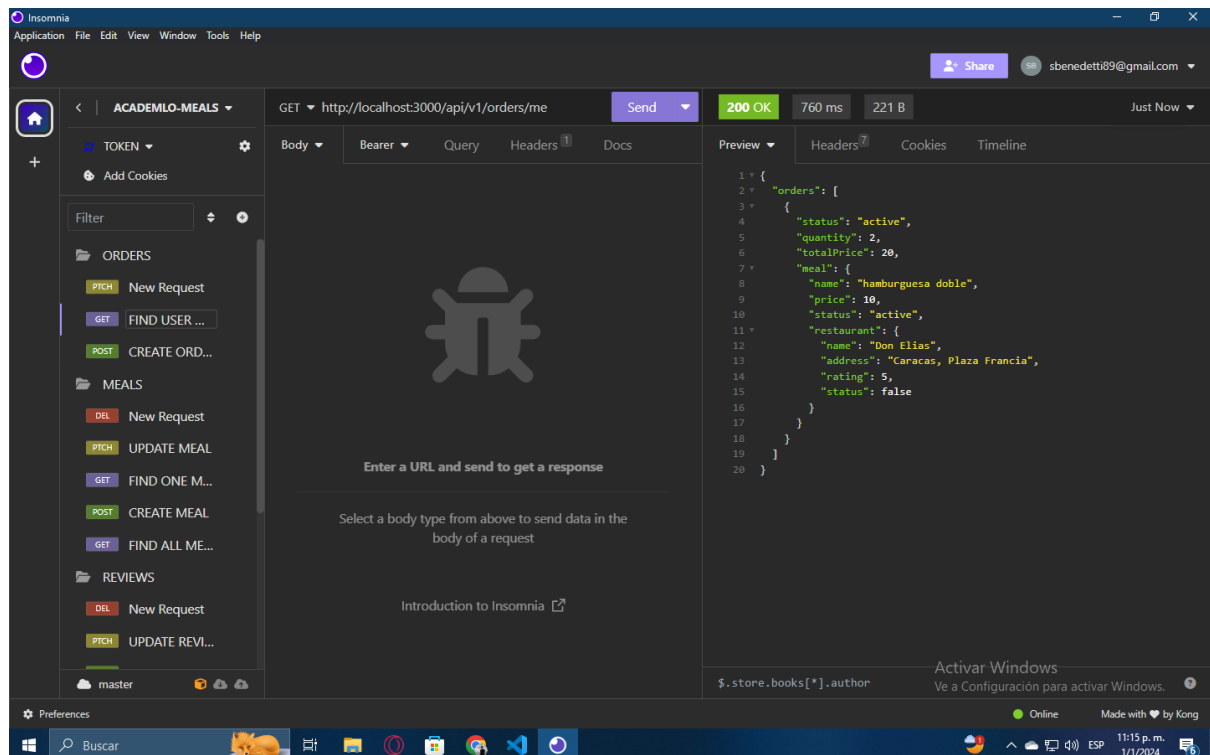 Insomnia
Application File Edit View Window Tools Help
Share
SB
sbenedetti89@gmail.com
ACADEMLO-MEALS
GET http://localhost:3000/api/v1/orders/me
Send
200 OK
760 ms
221 B
Just Now
TOKEN
Body
Bearer
Query
Headers 1
Docs
Preview
Headers 7
Cookies
Timeline
Add Cookies
Filter
ORDERS
PTCH New Request
GET FIND USER ...
POST CREATE ORD...
MEALS
DEL New Request
PTCH UPDATE MEAL
GET FIND ONE M...
POST CREATE MEAL
GET FIND ALL ME...
REVIEWS
DEL New Request
PTCH UPDATE REVI...
master
Enter a URL and send to get a response
Select a body type from above to send data in the
body of a request
Introduction to Insomnia
1 {
2 "orders": [
3 {
4 "status": "active",
5 "quantity": 2,
6 "totalPrice": 20,
7 "meal": {
8 "name": "hamburguesa doble",
9 "price": 10,
10 "status": "active",
11 "restaurant": {
12 "name": "Don Elias",
13 "address": "Caracas, Plaza Francia",
14 "rating": 5,
15 "status": false
16 }
17 }
18 }
19 ]
20 }
$.store.books[*].author
Activar Windows
Ve a Configuración para activar Windows.
Preferences
Online
Made with ♥ by Kong
Buscar
ESP
11:15 p. m.
1/1/2024
6